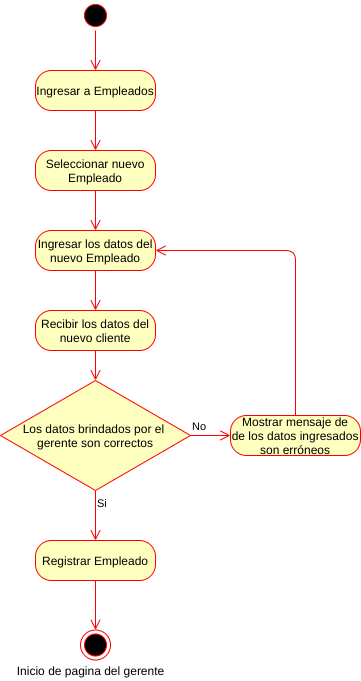 Ingresar a Empleados
Seleccionar nuevo
Empleado
Ingresar los datos del
nuevo Empleado
Recibir los datos del
nuevo cliente
Los datos brindados por el
gerente son correctos
No
Mostrar mensaje de
de los datos ingresados
son erróneos
Si
Registrar Empleado
Inicio de pagina del gerente